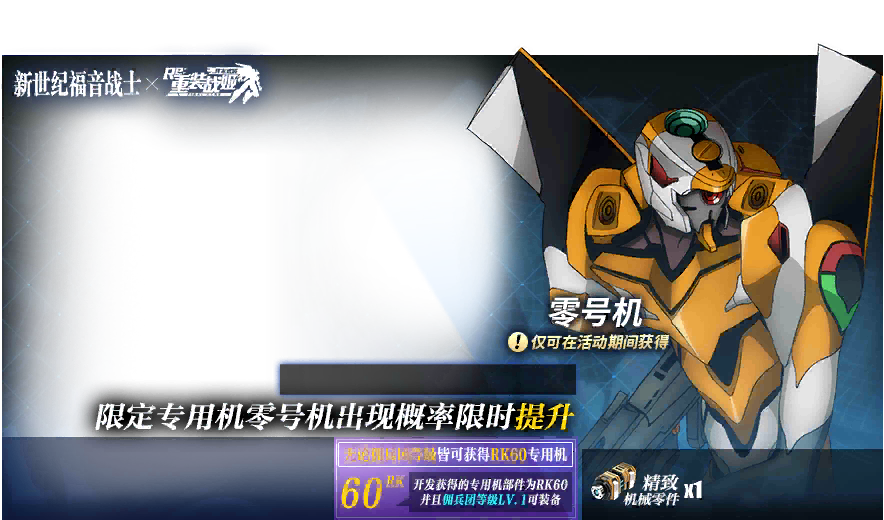 新世纪福音战士×RE:重装战姬
零号机
! 仅可在活动期间获得
限定专用机零号机出现概率限时提升
皆可获得RK60专用机
60RK
开发获得的专用机部件为RK60
并且佣兵团等级LV.1可装备
精致
机械零件 x1